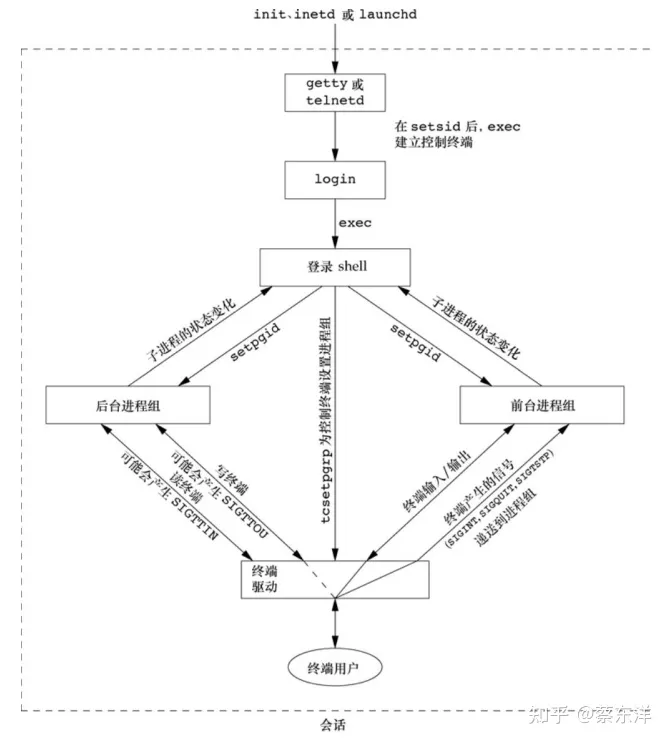 init、inetd 或 launchd
getty 或
telnetd
在 setsid 后, exec
建立控制终端
login
exec
登录 shell
子进程的状态变化
setpgid
tcsetpgrp 为控制终端设置进程组
setpgid
子进程的状态变化
后台进程组
前台进程组
读终端
可能会产生 SIGTTIN
写终端
可能会产生 SIGTTOU
终端输入/输出
终端产生的信号
(SIGINT, SIGQUIT, SIGTSTP)
递送到进程组
终端
驱动
终端用户
会话
知乎 @蔡东洋